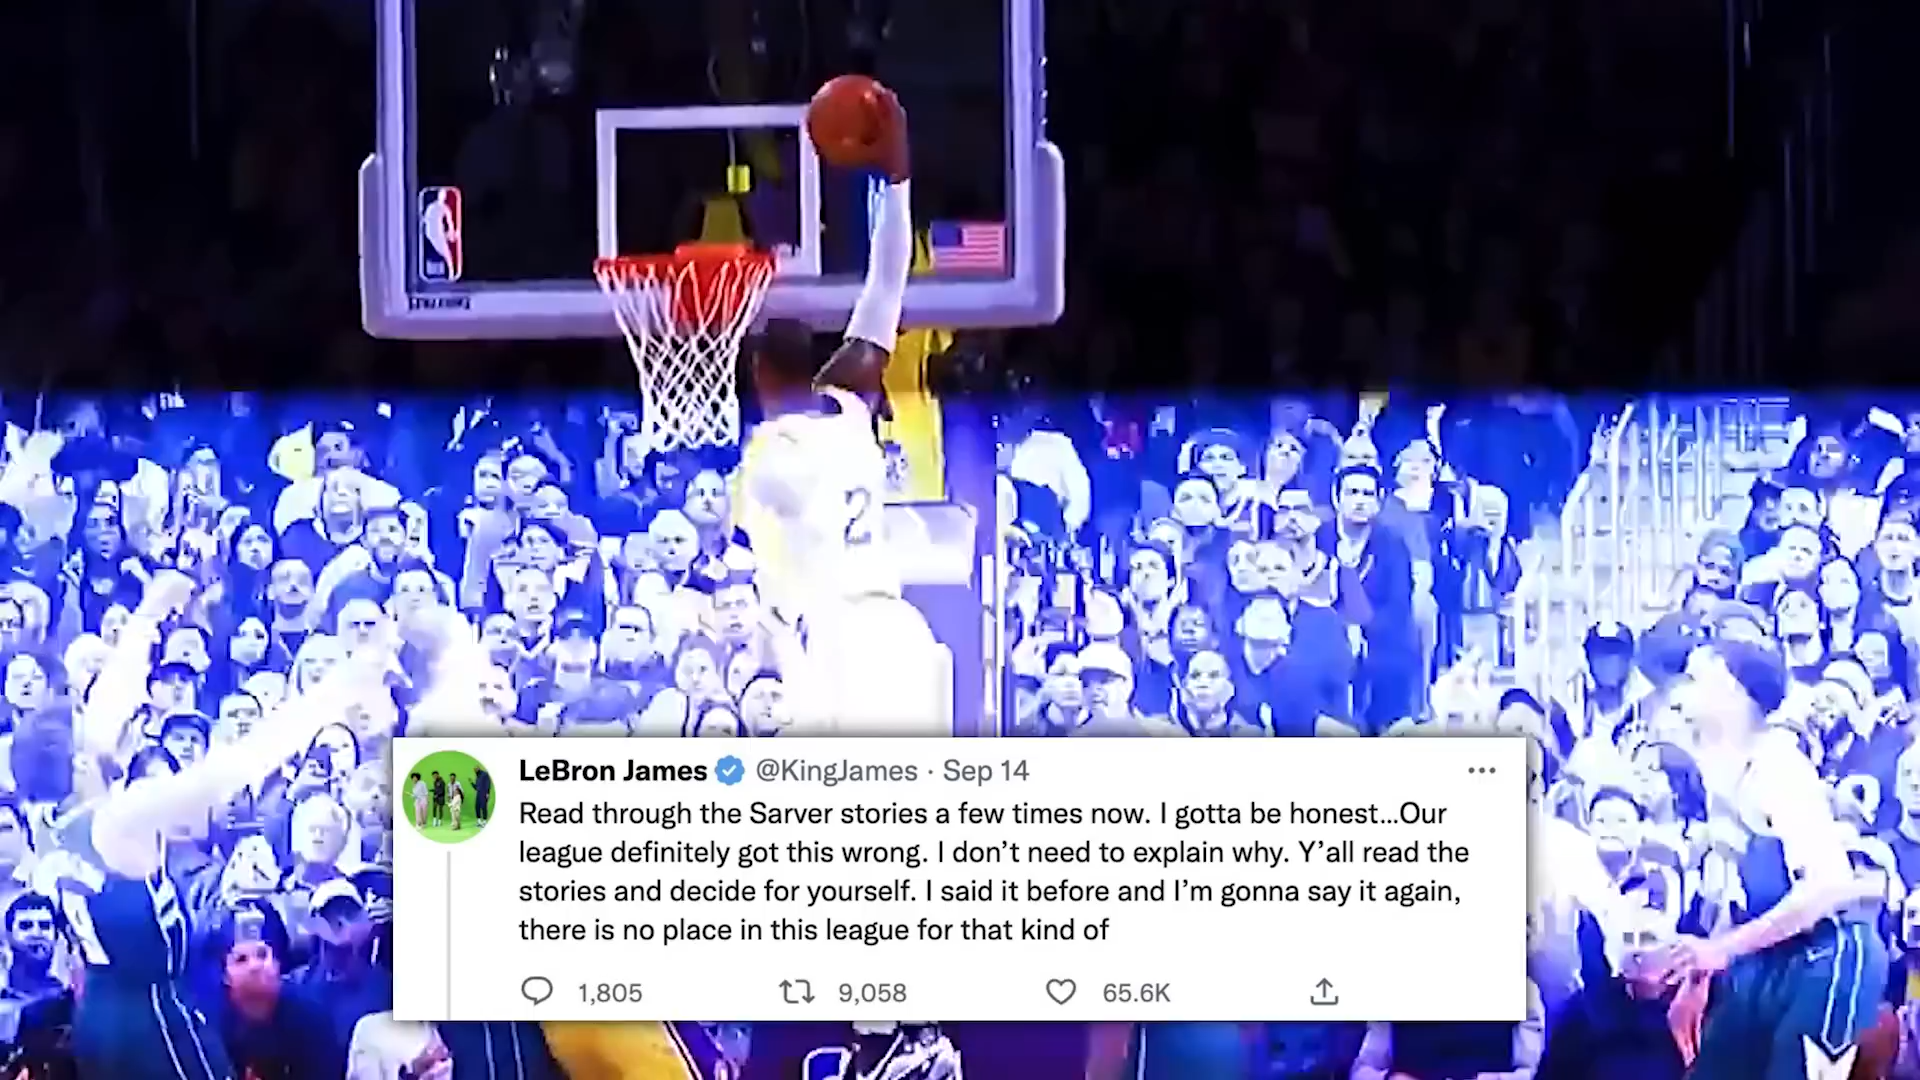 SPALDING
2
LeBron James @KingJames · Sep 14
Read through the Sarver stories a few times now. I gotta be honest...Our
league definitely got this wrong. I don’t need to explain why. Y’all read the
stories and decide for yourself. I said it before and I’m gonna say it again,
there is no place in this league for that kind of
1,805 9,058 65.6K